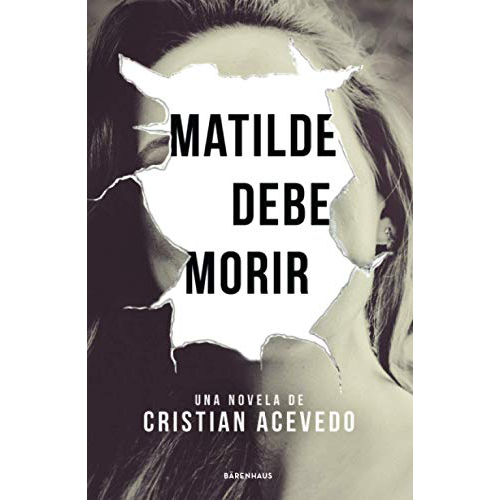 MATILDE
DEBE
MORIR
UNA NOVELA DE
CRISTIAN ACEVEDO
BÄRENHAUS